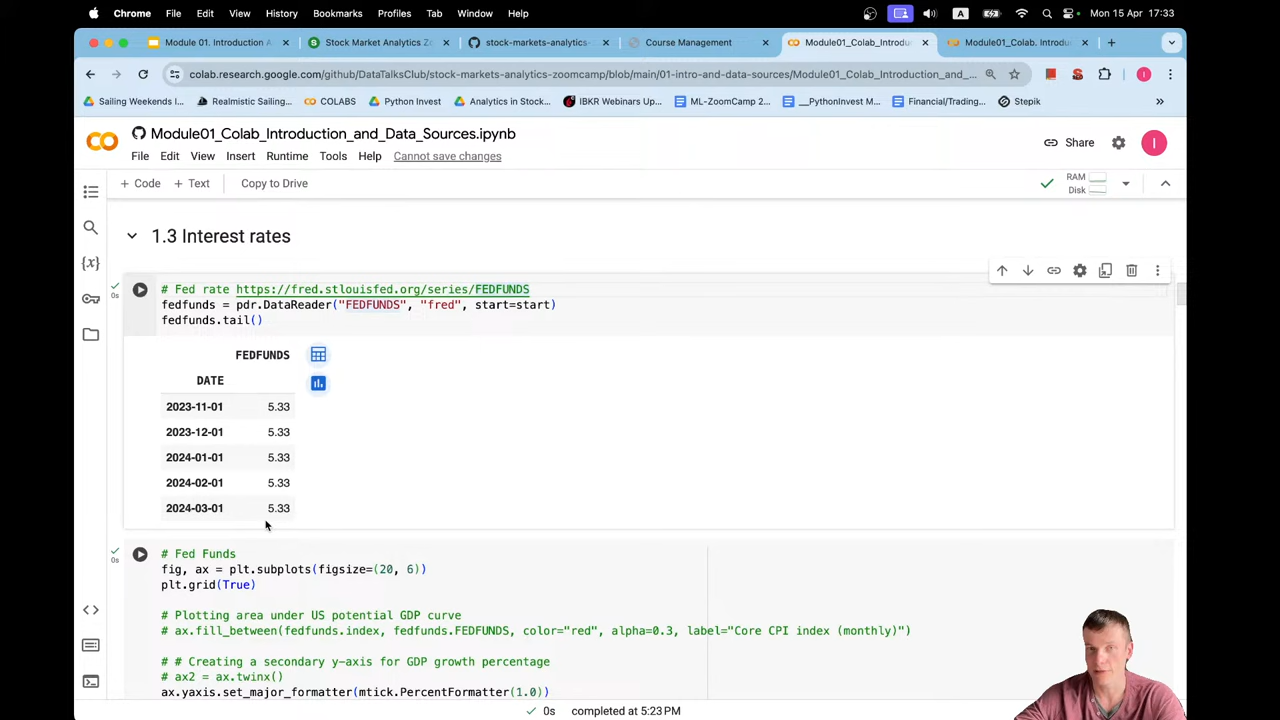 Chrome File Edit View History Bookmarks Profiles Tab Window Help A Mon 15 Apr 17:33
Module 01. Introduction A
Stock Market Analytics Z
stock-markets-analytics-
Course Management
Module01_Colab_Introdu
Module01_Colab. Introdu
colab.research.google.com/github/DataTalksClub/stock-markets-analytics-zoomcamp/blob/main/01-intro-and-data-sources/Module01_Colab_Introduction_and_... I
Sailing Weekends I... Realmistic Sailing... COLABS Python Invest Analytics in Stock... IBKR Webinars Up... ML-ZoomCamp 2... __PythonInvest M... Financial/Trading... Stepik »
CO Module01_Colab_Introduction_and_Data_Sources.ipynb
Share I
File Edit View Insert Runtime Tools Help Cannot save changes
+ Code + Text Copy to Drive
RAM
Disk
1.3 Interest rates
{x}
0s
# Fed rate https://fred.stlouisfed.org/series/FEDFUNDS
fedfunds = pdr.DataReader("FEDFUNDS", "fred", start=start)
fedfunds.tail()
FEDFUNDS
DATE
2023-11-01 5.33
2023-12-01 5.33
2024-01-01 5.33
2024-02-01 5.33
2024-03-01 5.33
0s
# Fed Funds
fig, ax = plt.subplots(figsize=(20, 6))
plt.grid(True)
# Plotting area under US potential GDP curve
# ax.fill_between(fedfunds.index, fedfunds.FEDFUNDS, color="red", alpha=0.3, label="Core CPI index (monthly)")
# # Creating a secondary y-axis for GDP growth percentage
# ax2 = ax.twinx()
ax.yaxis.set_major_formatter(mtick.PercentFormatter(1.0))
0s completed at 5:23 PM